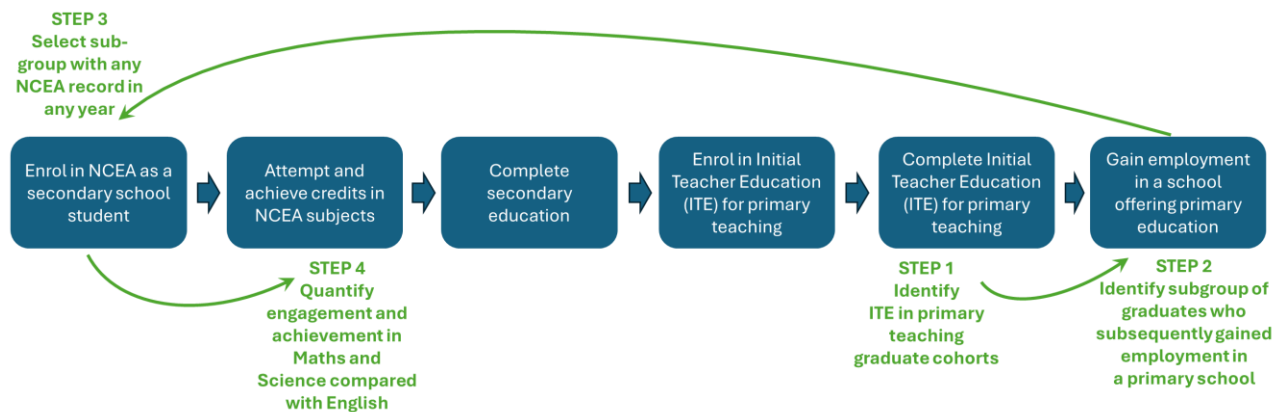 STEP 3
Select sub-
group with any
NCEA record in
any year
Enrol in NCEA as a
secondary school
student
Attempt and
achieve credits in
NCEA subjects
Complete
secondary
education
Enrol in Initial
Teacher Education
(ITE) for primary
teaching
Complete Initial
Teacher Education
(ITE) for primary
teaching
Gain employment
in a school
offering primary
education
STEP 4
Quantify
engagement and
achievement in
Maths and
Science compared
with English
STEP 1
Identify
ITE in primary
teaching
graduate cohorts
STEP 2
Identify subgroup of
graduates who
subsequently gained
employment in
a primary school